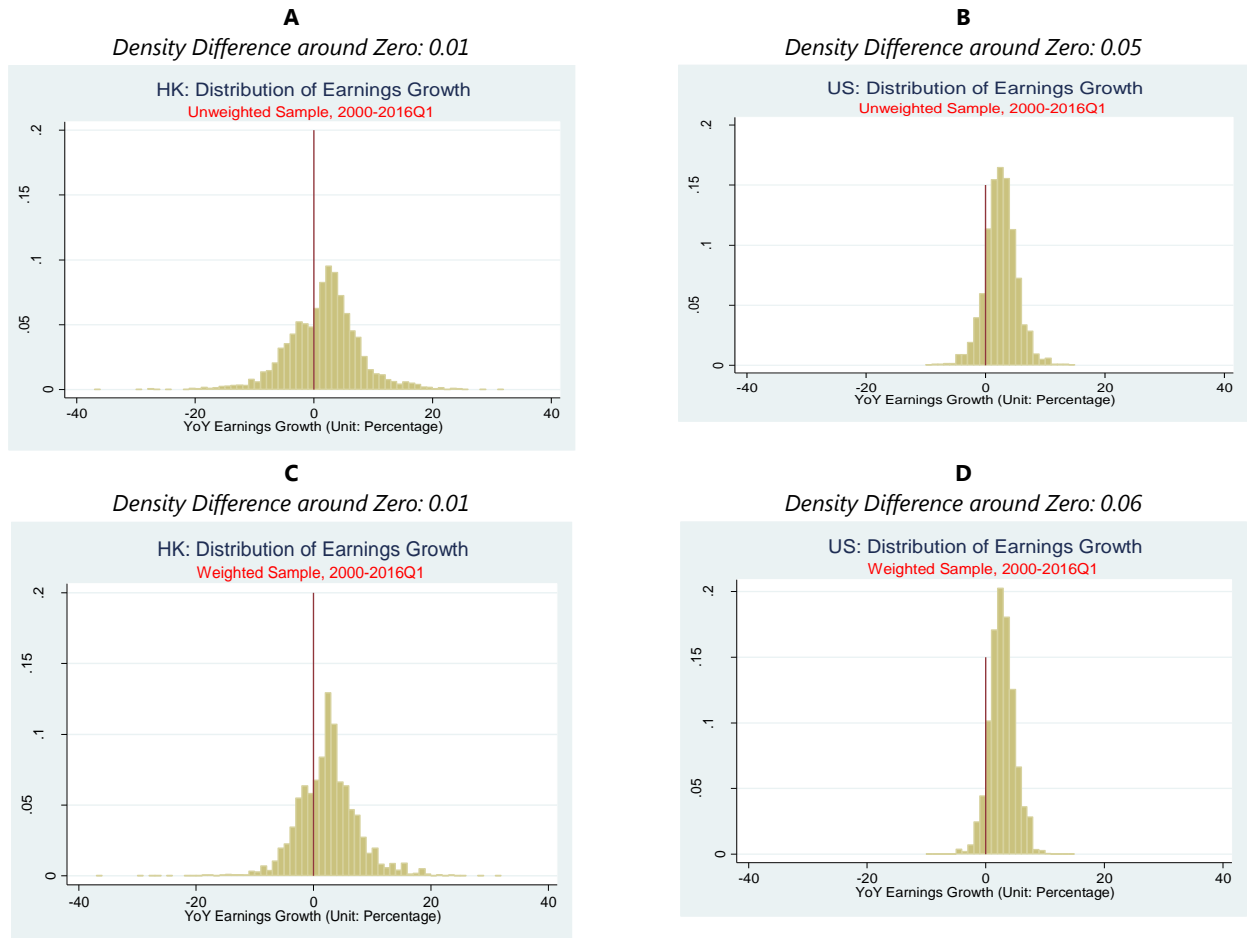 A
Density Difference around Zero: 0.01
HK: Distribution of Earnings Growth
Unweighted Sample, 2000-2016Q1
.2
.15
.1
.05
0
-40 -20 0 20 40
YoY Earnings Growth (Unit: Percentage)
B
Density Difference around Zero: 0.05
US: Distribution of Earnings Growth
Unweighted Sample, 2000-2016Q1
.2
.15
.1
.05
0
-40 -20 0 20 40
YoY Earnings Growth (Unit: Percentage)
C
Density Difference around Zero: 0.01
HK: Distribution of Earnings Growth
Weighted Sample, 2000-2016Q1
.2
.15
.1
.05
0
-40 -20 0 20 40
YoY Earnings Growth (Unit: Percentage)
D
Density Difference around Zero: 0.06
US: Distribution of Earnings Growth
Weighted Sample, 2000-2016Q1
.2
.15
.1
.05
0
-40 -20 0 20 40
YoY Earnings Growth (Unit: Percentage)